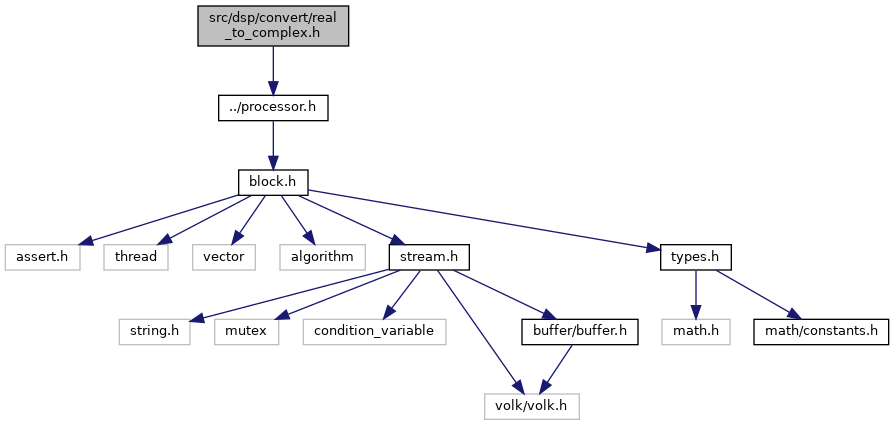 src/dsp/convert/real
_to_complex.h
../processor.h
block.h
assert.h
thread
vector
algorithm
stream.h
types.h
string.h
mutex
condition_variable
buffer/buffer.h
math.h
math/constants.h
volk/volk.h